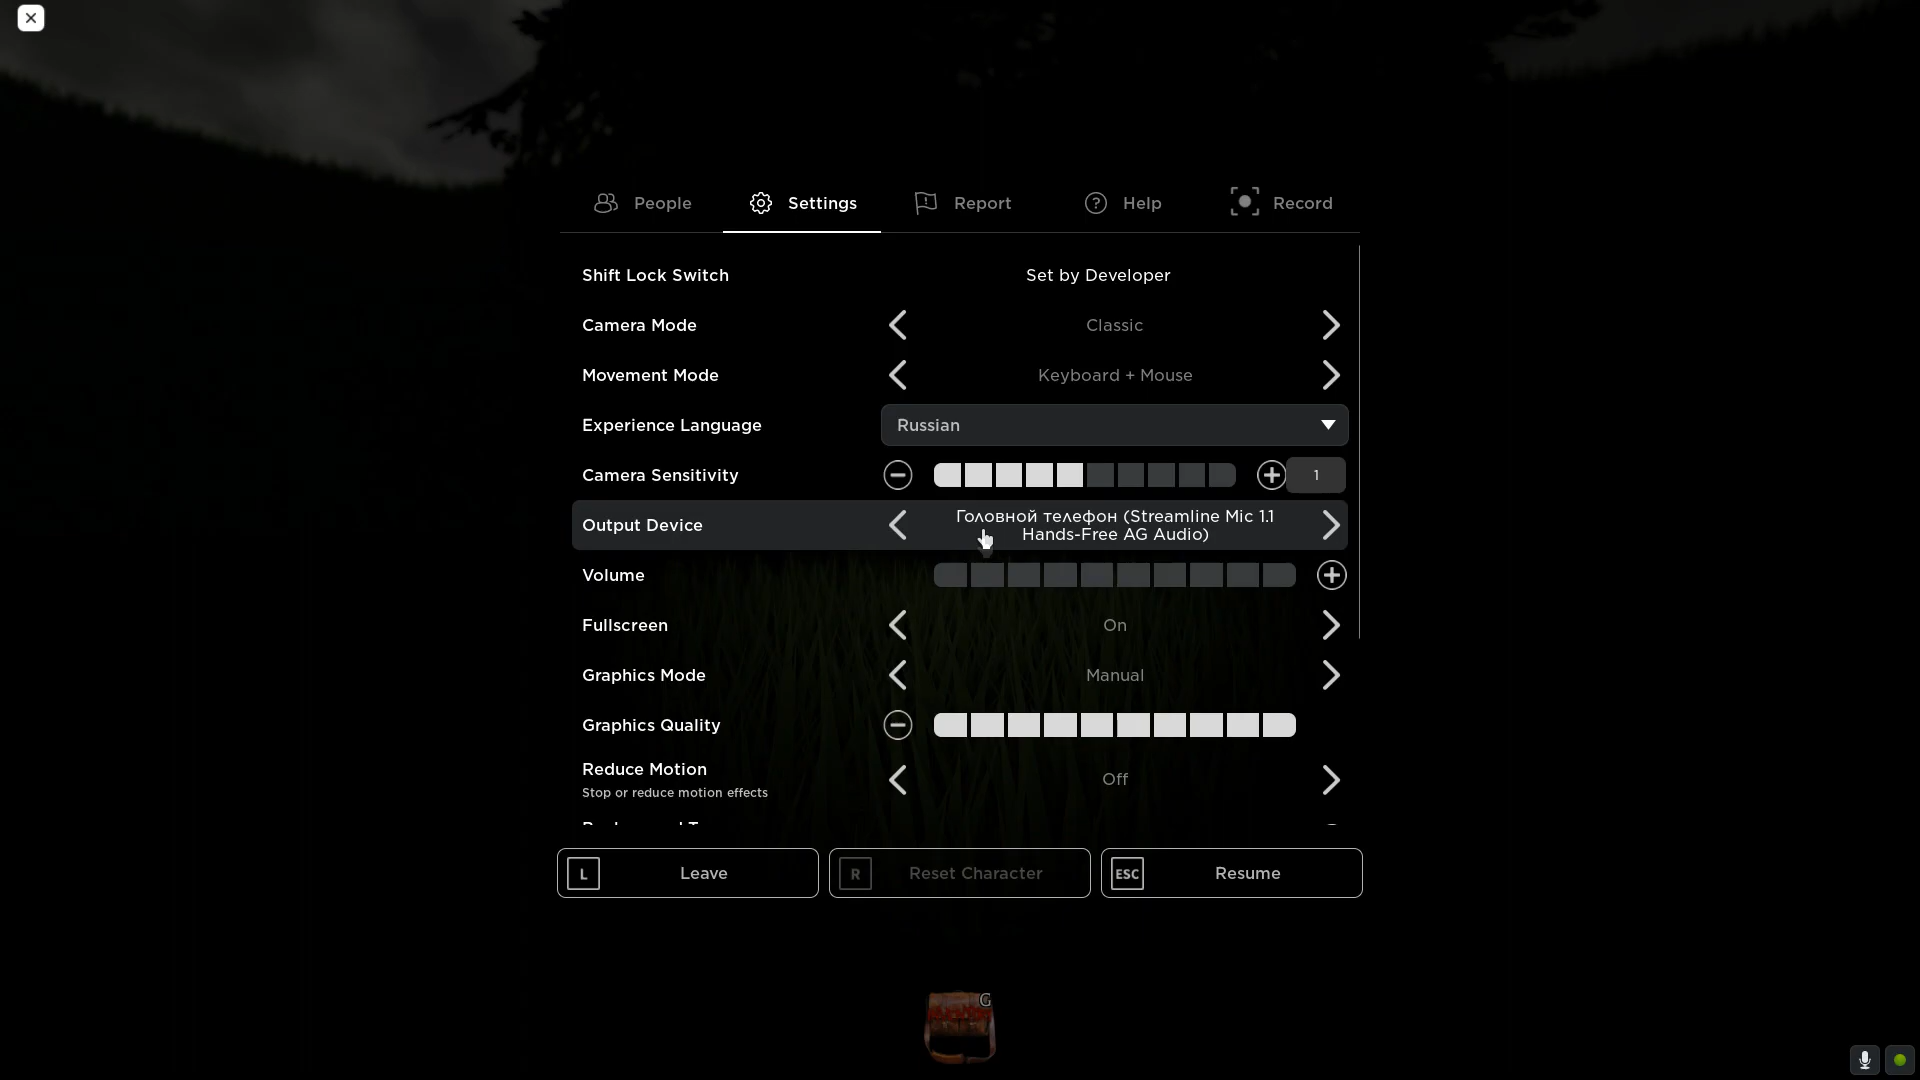 People
Settings
Report
Help
Record
Shift Lock Switch
Set by Developer
Camera Mode
Classic
Movement Mode
Keyboard + Mouse
Experience Language
Russian
Camera Sensitivity
1
Output Device
Головной телефон (Streamline Mic 1.1
Hands-Free AG Audio)
Volume
Fullscreen
On
Graphics Mode
Manual
Graphics Quality
Reduce Motion
Off
Stop or reduce motion effects
L
Leave
R
Reset Character
ESC
Resume
G